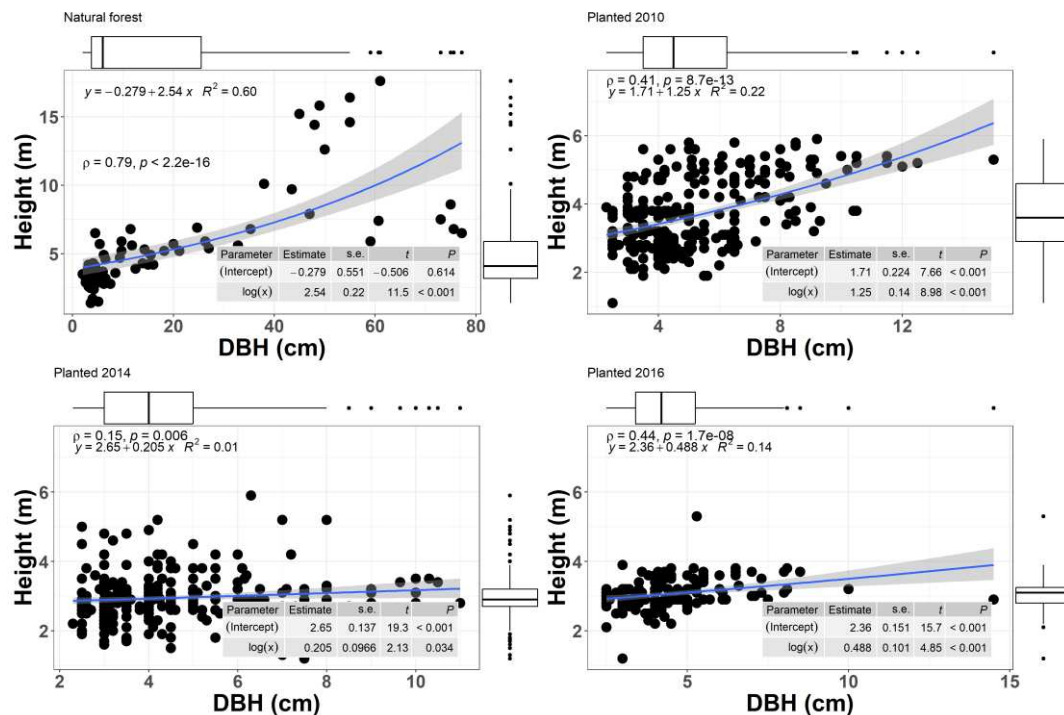 Natural forest
y = −0.279+2.54 x R² = 0.60
ρ = 0.79, p < 2.2e-16
Height (m)
15
10
5
Parameter Estimate s.e. t P
(Intercept) −0.279 0.551 −0.506 0.614
log(x) 2.54 0.22 11.5 < 0.001
0 20 40 60 80
DBH (cm)
Planted 2010
ρ = 0.41, p = 8.7e-13
y = 1.71+1.25 x R² = 0.22
Height (m)
6
4
2
Parameter Estimate s.e. t P
(Intercept) 1.71 0.224 7.66 < 0.001
log(x) 1.25 0.14 8.98 < 0.001
4 8 12
DBH (cm)
Planted 2014
ρ = 0.15, p = 0.006
y = 2.65+0.205 x R² = 0.01
Height (m)
6
4
2
Parameter Estimate s.e. t P
(Intercept) 2.65 0.137 19.3 < 0.001
log(x) 0.205 0.0966 2.13 0.034
2 4 6 8 10
DBH (cm)
Planted 2016
ρ = 0.44, p = 1.7e-08
y = 2.36+0.488 x R² = 0.14
Height (m)
6
4
2
Parameter Estimate s.e. t P
(Intercept) 2.36 0.151 15.7 < 0.001
log(x) 0.488 0.101 4.85 < 0.001
5 10 15
DBH (cm)